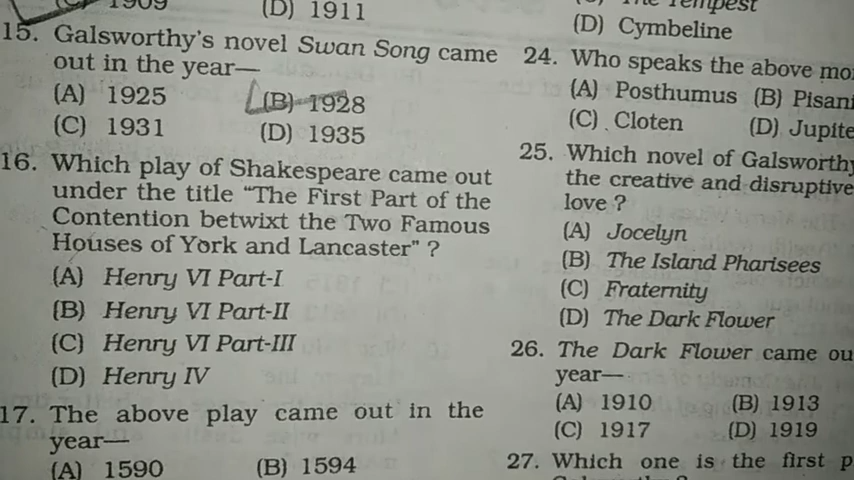 (C) 1909
(D) 1911
15. Galsworthy's novel Swan Song came
out in the year—
(A) 1925
(B) 1928
(C) 1931
(D) 1935
16. Which play of Shakespeare came out
under the title “The First Part of the
Contention betwixt the Two Famous
Houses of York and Lancaster” ?
(A) Henry VI Part-I
(B) Henry VI Part-II
(C) Henry VI Part-III
(D) Henry IV
17. The above play came out in the
year—
(A) 1590
(B) 1594
Tempest
(D) Cymbeline
24. Who speaks the above
(A) Posthumus (B)
(C) Cloten (D)
25. Which novel of
the creative and disruptive
love ?
(A) Jocelyn
(B) The Island Pharisees
(C) Fraternity
(D) The Dark Flower
26. The Dark Flower came
year—
(A) 1910 (B) 1913
(C) 1917 (D) 1919
27. Which one is the first